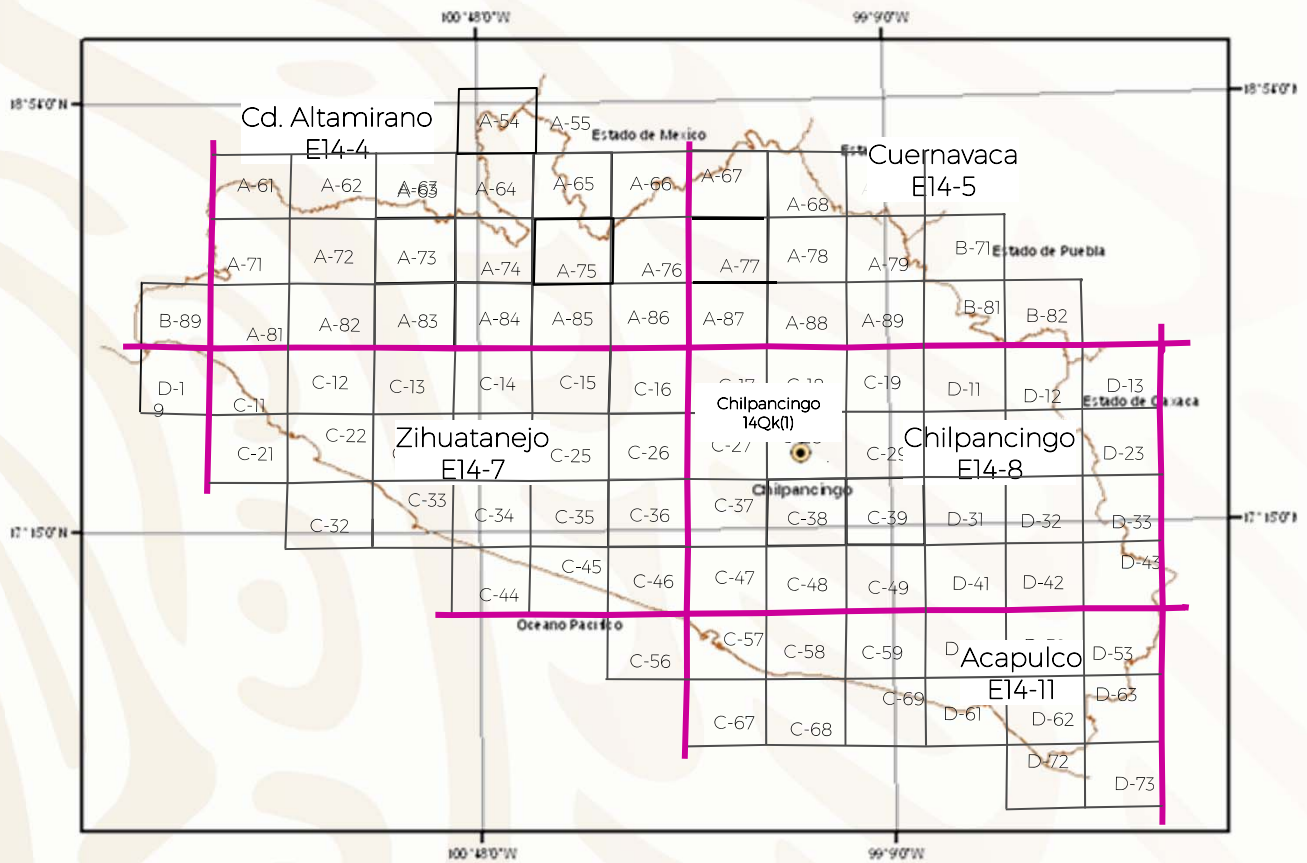 100°48'0"W 99°9'0"W
18°54'0"N 18°54'0"N
Cd. Altamirano
E14-4
A-54 A-55
Estado de Mexico
Cuernavaca
E14-5
A-61 A-62 A-63 A-64 A-65 A-66 A-67
A-68
A-71 A-72 A-73 A-74 A-75 A-76 A-77 A-78 A-79 B-71 Estado de Puebla
B-89 A-81 A-82 A-83 A-84 A-85 A-86 A-87 A-88 A-89 B-81 B-82
D-1
9
C-11 C-12 C-13 C-14 C-15 C-16 C-19 D-11 D-12 D-13
Estado de Oaxaca
Chilpancingo
14Qk(1)
C-21 C-22 Zihuatanejo
E14-7
C-25 C-26 C-27 C-29 Chilpancingo
E14-8
D-23
Chilpancingo
C-32 C-33 C-34 C-35 C-36 C-37 C-38 C-39 D-31 D-32 D-33
17°15'0"N 17°15'0"N
C-44 C-45 C-46 C-47 C-48 C-49 D-41 D-42 D-43
Oceano Pacifico
C-56 C-57 C-58 C-59 Acapulco
E14-11
D-53
C-67 C-68 C-69 D-61 D-62 D-63
D-72 D-73
100°48'0"W 99°9'0"W